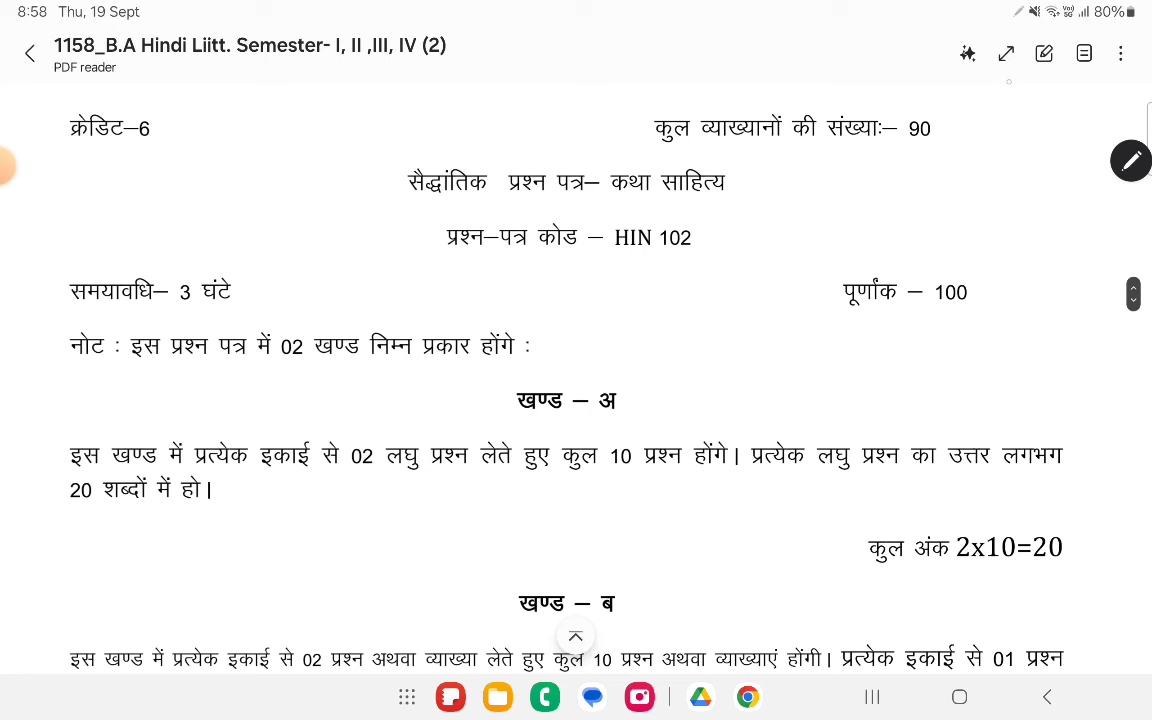 8:58 Thu, 19 Sept 80%
1158_B.A Hindi Liitt. Semester- I, II ,III, IV (2)
PDF reader
क्रेडिट–6 कुल व्याख्यानों की संख्याः– 90
सैद्धांतिक प्रश्न पत्र– कथा साहित्य
प्रश्न–पत्र कोड – HIN 102
समयावधि– 3 घंटे पूर्णांक – 100
नोट : इस प्रश्न पत्र में 02 खण्ड निम्न प्रकार होंगे :
खण्ड – अ
इस खण्ड में प्रत्येक इकाई से 02 लघु प्रश्न लेते हुए कुल 10 प्रश्न होंगे। प्रत्येक लघु प्रश्न का उत्तर लगभग
20 शब्दों में हो।
कुल अंक 2x10=20
खण्ड – ब
इस खण्ड में प्रत्येक इकाई से 02 प्रश्न अथवा व्याख्या लेते हुए कुल 10 प्रश्न अथवा व्याख्याएं होंगी। प्रत्येक इकाई से 01 प्रश्न